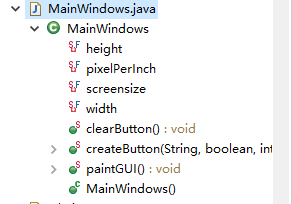 MainWindows.java
MainWindows
height
pixelPerInch
screensize
width
clearButton() : void
createButton(String, boolean, int
paintGUI() : void
MainWindows()